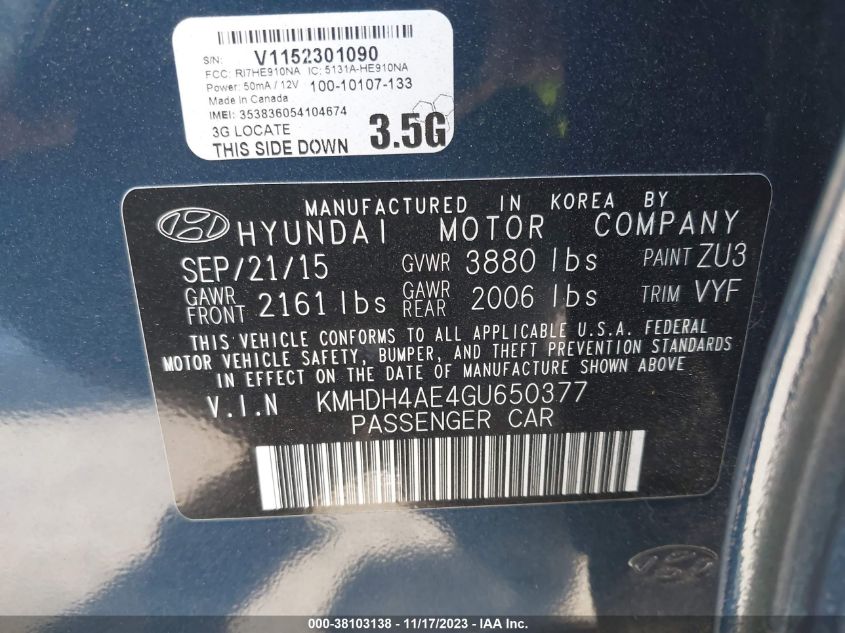 S/N: V1152301090
FCC: RI7HE910NA IC: 5131A-HE910NA
Power: 50mA / 12V 100-10107-133
Made in Canada
IMEI: 353836054104674
3G LOCATE
THIS SIDE DOWN 3.5G
MANUFACTURED IN KOREA BY
HYUNDAI MOTOR COMPANY
SEP/21/15 GVWR 3880 lbs PAINT ZU3
GAWR FRONT 2161 lbs GAWR REAR 2006 lbs TRIM VYF
THIS VEHICLE CONFORMS TO ALL APPLICABLE U.S.A. FEDERAL
MOTOR VEHICLE SAFETY, BUMPER, AND THEFT PREVENTION STANDARDS
IN EFFECT ON THE DATE OF MANUFACTURE SHOWN ABOVE
V.I.N KMHDH4AE4GU650377
PASSENGER CAR
000-38103138 - 11/17/2023 - IAA Inc.